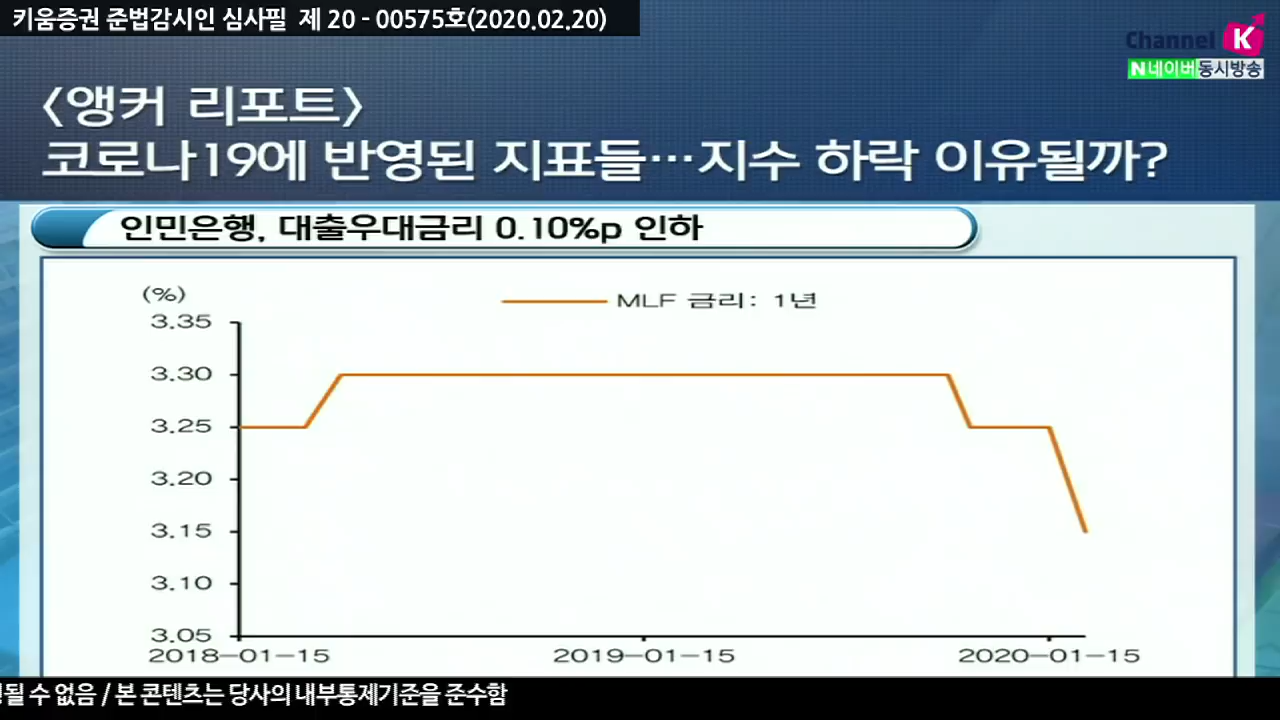 키움증권 준법감시인 심사필 제 20 - 00575호(2020.02.20)
Channel K
N네이버 동시방송
<앵커 리포트>
코로나19에 반영된 지표들…지수 하락 이유될까?
인민은행, 대출우대금리 0.10%p 인하
(%)
MLF 금리: 1년
3.35
3.30
3.25
3.20
3.15
3.10
3.05
2018-01-15
2019-01-15
2020-01-15
될 수 없음 / 본 콘텐츠는 당사의 내부통제기준을 준수함